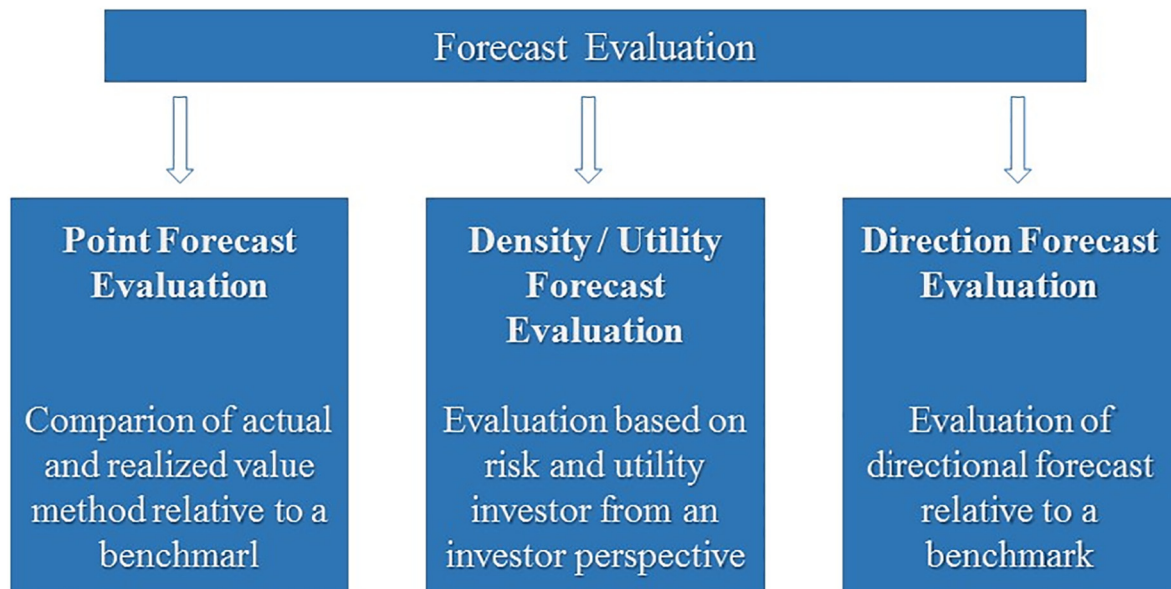 Forecast Evaluation
Point Forecast
Evaluation
Comparion of actual
and realized value
method relative to a
benchmarl
Density / Utility
Forecast
Evaluation
Evaluation based on
risk and utility
investor from an
investor perspective
Direction Forecast
Evaluation
Evaluation of
directional forecast
relative to a
benchmark